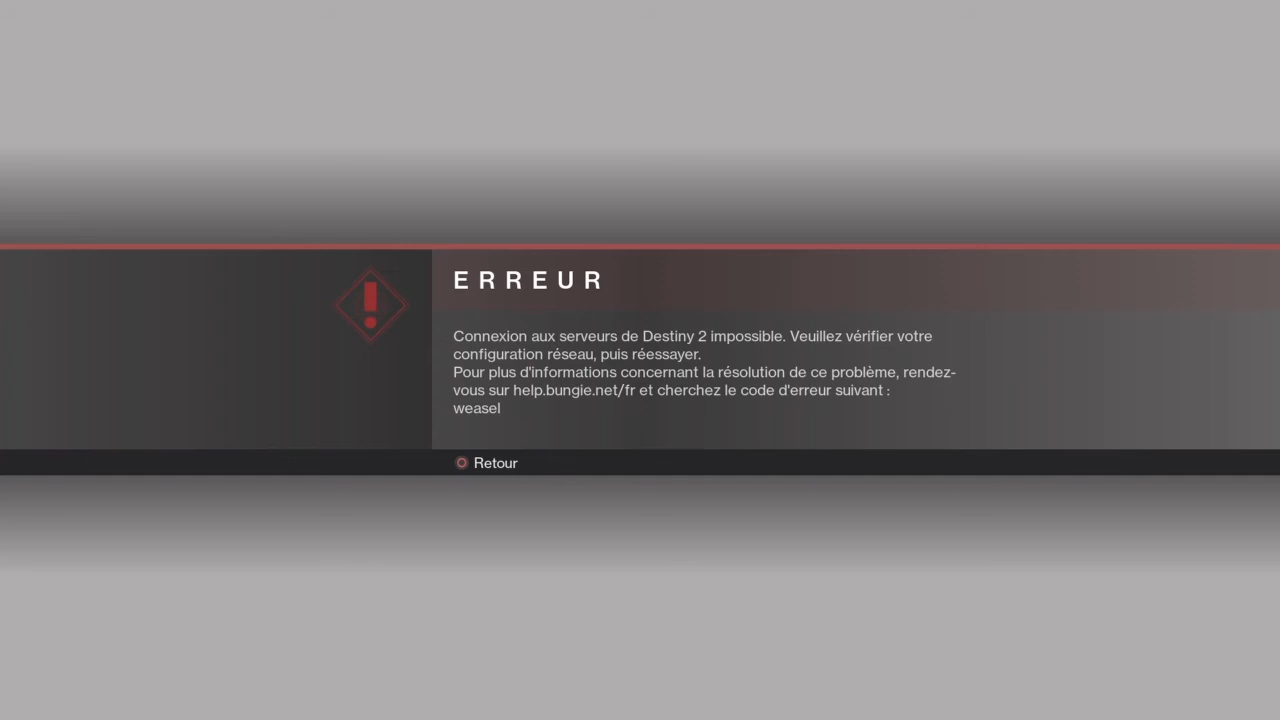 ERREUR
Connexion aux serveurs de Destiny 2 impossible. Veuillez vérifier votre
configuration réseau, puis réessayer.
Pour plus d'informations concernant la résolution de ce problème, rendez-
vous sur help.bungie.net/fr et cherchez le code d'erreur suivant :
weasel
Retour